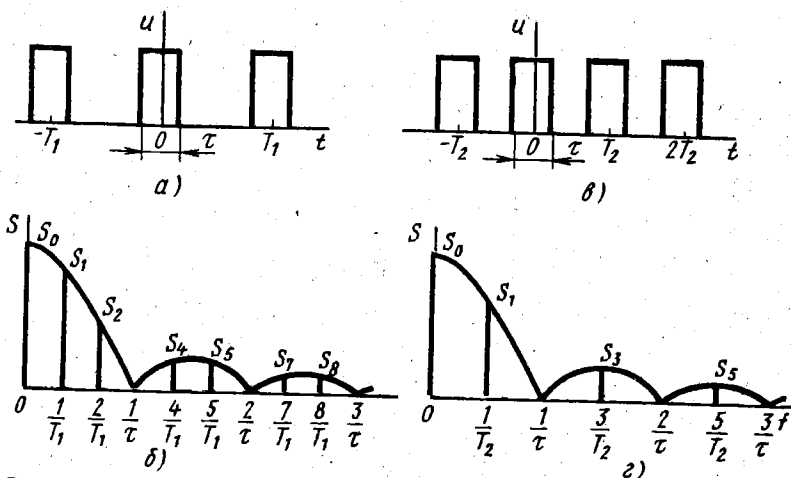 u
-T₁ 0 τ T₁ t
а)
u
-T₂ 0 τ T₂ 2T₂ t
в)
S S₀ S₁ S₂ S₄ S₅ S₇ S₈
0 1/T₁ 2/T₁ 1/τ 4/T₁ 5/T₁ 2/τ 7/T₁ 8/T₁ 3/τ
б)
S S₀ S₁ S₃ S₅
0 1/T₂ 1/τ 3/T₂ 2/τ 5/T₂ 3/τ f
г)